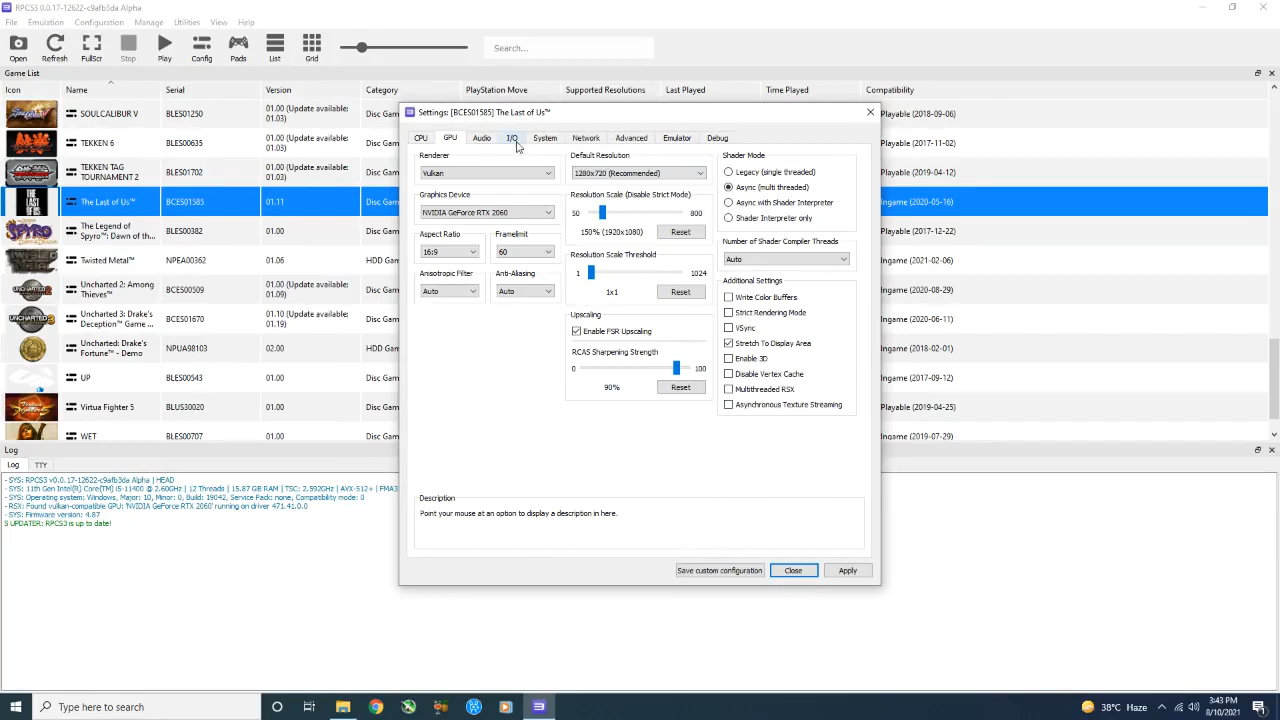 RPCS3 0.0.17-12622-c9afb3da Alpha
File Emulation Configuration Manage Utilities View Help
Open Refresh FullScr Stop Play Config Pads List Grid Search...
Game List
Icon Name Serial Version Category PlayStation Move Supported Resolutions Last Played Time Played Compatibility
SOULCALIBUR V BLES01250 01.00 (Update available: 01.03) Disc Gam Playable (2018-09-06)
TEKKEN 6 BLES00635 01.00 (Update available: 01.03) Disc Gam Playable (2017-11-02)
TEKKEN TAG TOURNAMENT 2 BLES01702 01.00 (Update available: 01.03) Disc Gam Playable (2019-04-12)
The Last of Us™ BCES01585 01.11 Disc Gam Ingame (2020-05-16)
The Legend of Spyro™: Dawn of th... BLES00382 01.00 Disc Gam Playable (2017-12-22)
Twisted Metal™ NPEA00362 01.06 HDD Gam Ingame (2021-02-06)
Uncharted 2: Among Thieves™ BCES00509 01.00 (Update available: 01.09) Disc Gam Ingame (2020-08-29)
Uncharted 3: Drake's Deception™ Game ... BCES01670 01.10 (Update available: 01.19) Disc Gam Ingame (2020-06-11)
Uncharted: Drake's Fortune™ - Demo NPUA98103 02.00 HDD Gam Ingame (2018-02-01)
UP BLES00543 01.00 Disc Gam Ingame (2017-09-12)
Virtua Fighter 5 BLUS30020 01.00 Disc Gam Playable (2019-04-25)
WET BLES00707 01.00 Disc Gam Ingame (2019-07-29)
Settings: [BCES01585] The Last of Us™
CPU GPU Audio I/O System Network Advanced Emulator Debug
Renderer
Vulkan
Graphics Device
NVIDIA GeForce RTX 2060
Aspect Ratio Framelimit
16:9 60
Anisotropic Filter Anti-Aliasing
Auto Auto
Default Resolution
1280x720 (Recommended)
Resolution Scale (Disable Strict Mode)
50 800
150% (1920x1080) Reset
Resolution Scale Threshold
1 1024
1x1 Reset
Upscaling
Enable FSR Upscaling
RCAS Sharpening Strength
0 100
90% Reset
Shader Mode
Legacy (single threaded)
Async (multi threaded)
Async with Shader Interpreter
Shader Interpreter only
Number of Shader Compiler Threads
Auto
Additional Settings
Write Color Buffers
Strict Rendering Mode
VSync
Stretch To Display Area
Enable 3D
Disable Vertex Cache
Multithreaded RSX
Asynchronous Texture Streaming
Description
Point your mouse at an option to display a description in here.
Save custom configuration Close Apply
Log
Log TTY
- SYS: RPCS3 v0.0.17-12622-c9afb3da Alpha | HEAD
- SYS: 11th Gen Intel(R) Core(TM) i5-11400 @ 2.60GHz | 12 Threads | 15.87 GiB RAM | TSC: 2.592GHz | AVX-512+ | FMA3
- SYS: Operating system: Windows, Major: 10, Minor: 0, Build: 19042, Service Pack: none, Compatibility mode: 0
- RSX: Found vulkan-compatible GPU: 'NVIDIA GeForce RTX 2060' running on driver 471.41.0.0
- SYS: Firmware version: 4.87
S UPDATER: RPCS3 is up to date!
Type here to search 38°C Haze 3:43 PM
8/10/2021